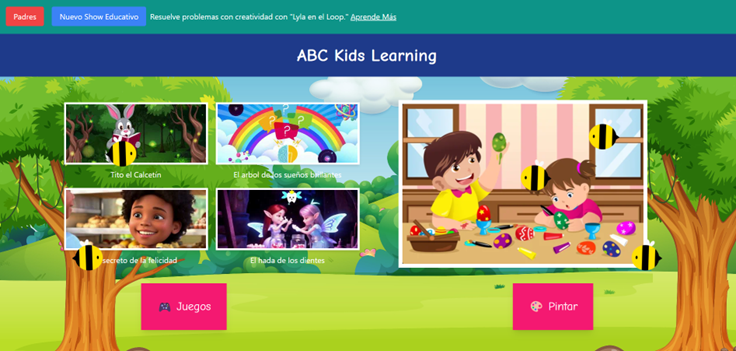 Padres
Nuevo Show Educativo
Resuelve problemas con creatividad con "Lyla en el Loop." Aprende Más
ABC Kids Learning
Tito el Calcetin
El arbol de los sueños brillantes
secreto de la felicidad
El hada de los dientes
Juegos
Pintar